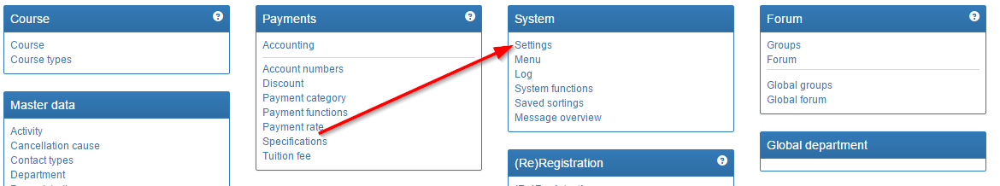 Course
Course
Course types
Master data
Activity
Cancellation cause
Contact types
Department
Payments
Accounting
Account numbers
Discount
Payment category
Payment functions
Payment rate
Specifications
Tuition fee
System
Settings
Menu
Log
System functions
Saved sortings
Message overview
(Re)Registration
Forum
Groups
Forum
Global groups
Global forum
Global department